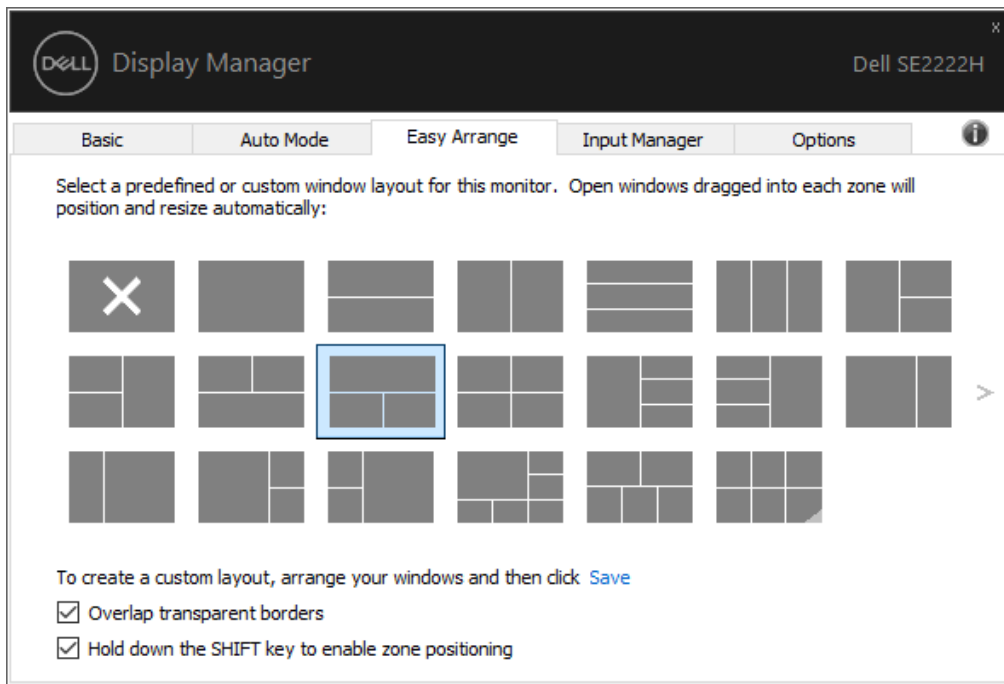 x
DELL Display Manager
Dell SE2222H
Basic
Auto Mode
Easy Arrange
Input Manager
Options
Select a predefined or custom window layout for this monitor.  Open windows dragged into each zone will
position and resize automatically:
>
To create a custom layout, arrange your windows and then click Save
Overlap transparent borders
Hold down the SHIFT key to enable zone positioning